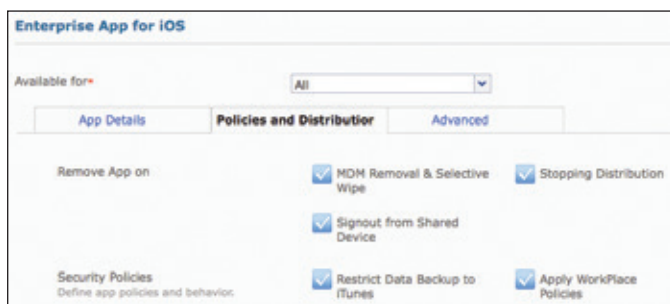 Enterprise App for iOS
Available for*
All
App Details Policies and Distribution Advanced
Remove App on
MDM Removal & Selective
Wipe
Stopping Distribution
Signout from Shared
Device
Security Policies
Define app policies and behavior.
Restrict Data Backup to
iTunes
Apply WorkPlace
Policies